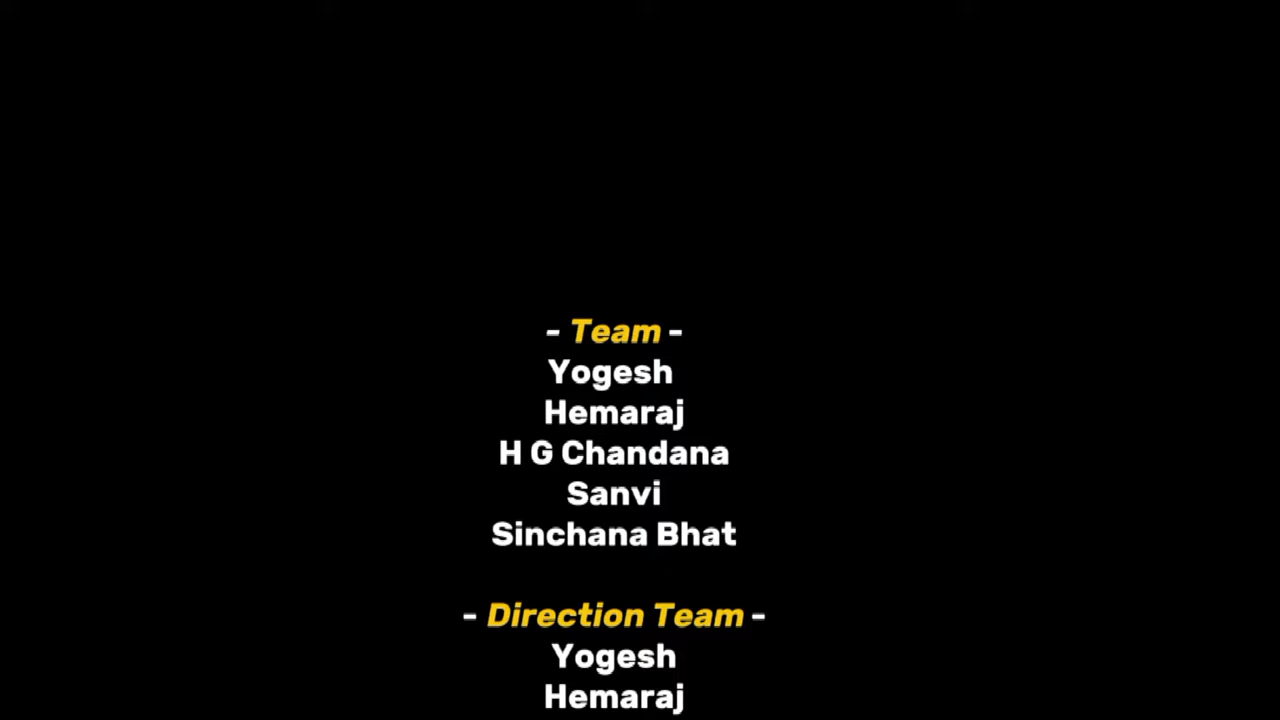 - Team -
Yogesh
Hemaraj
H G Chandana
Sanvi
Sinchana Bhat
- Direction Team -
Yogesh
Hemaraj